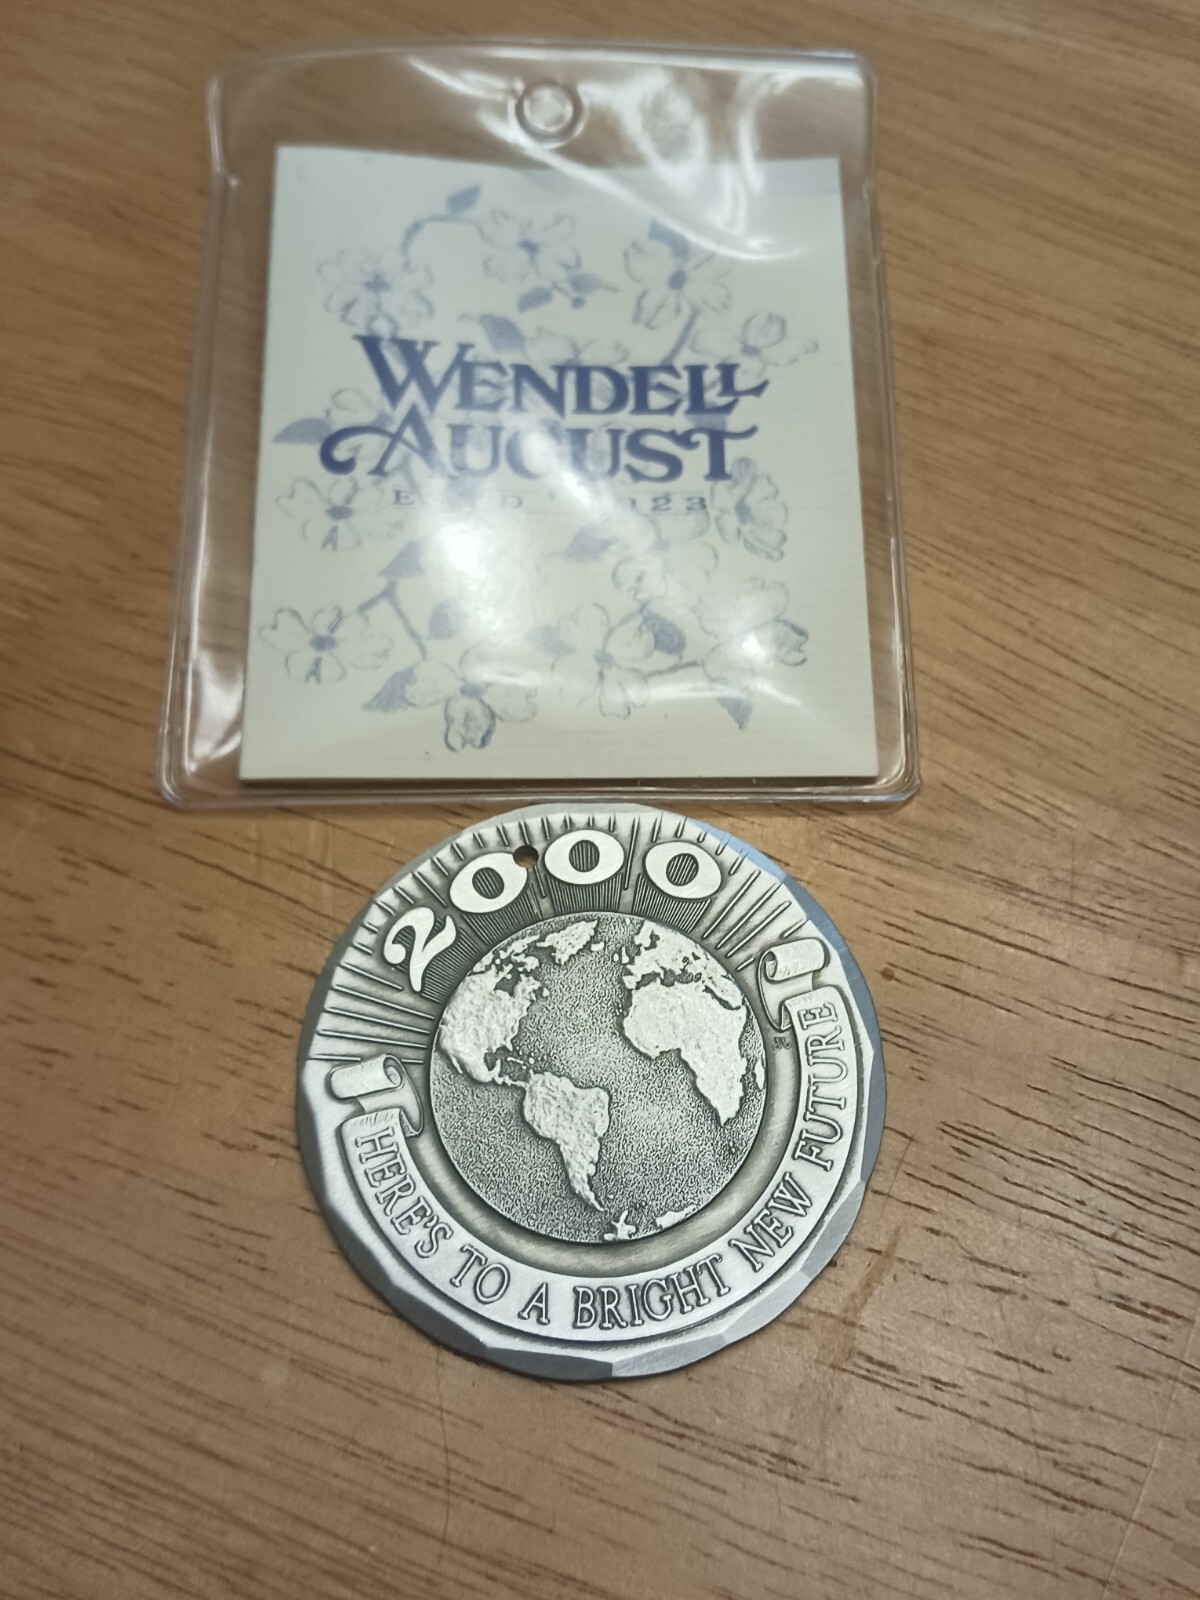 WENDELL
AUGUST
2000
HERE'S TO A BRIGHT NEW FUTURE